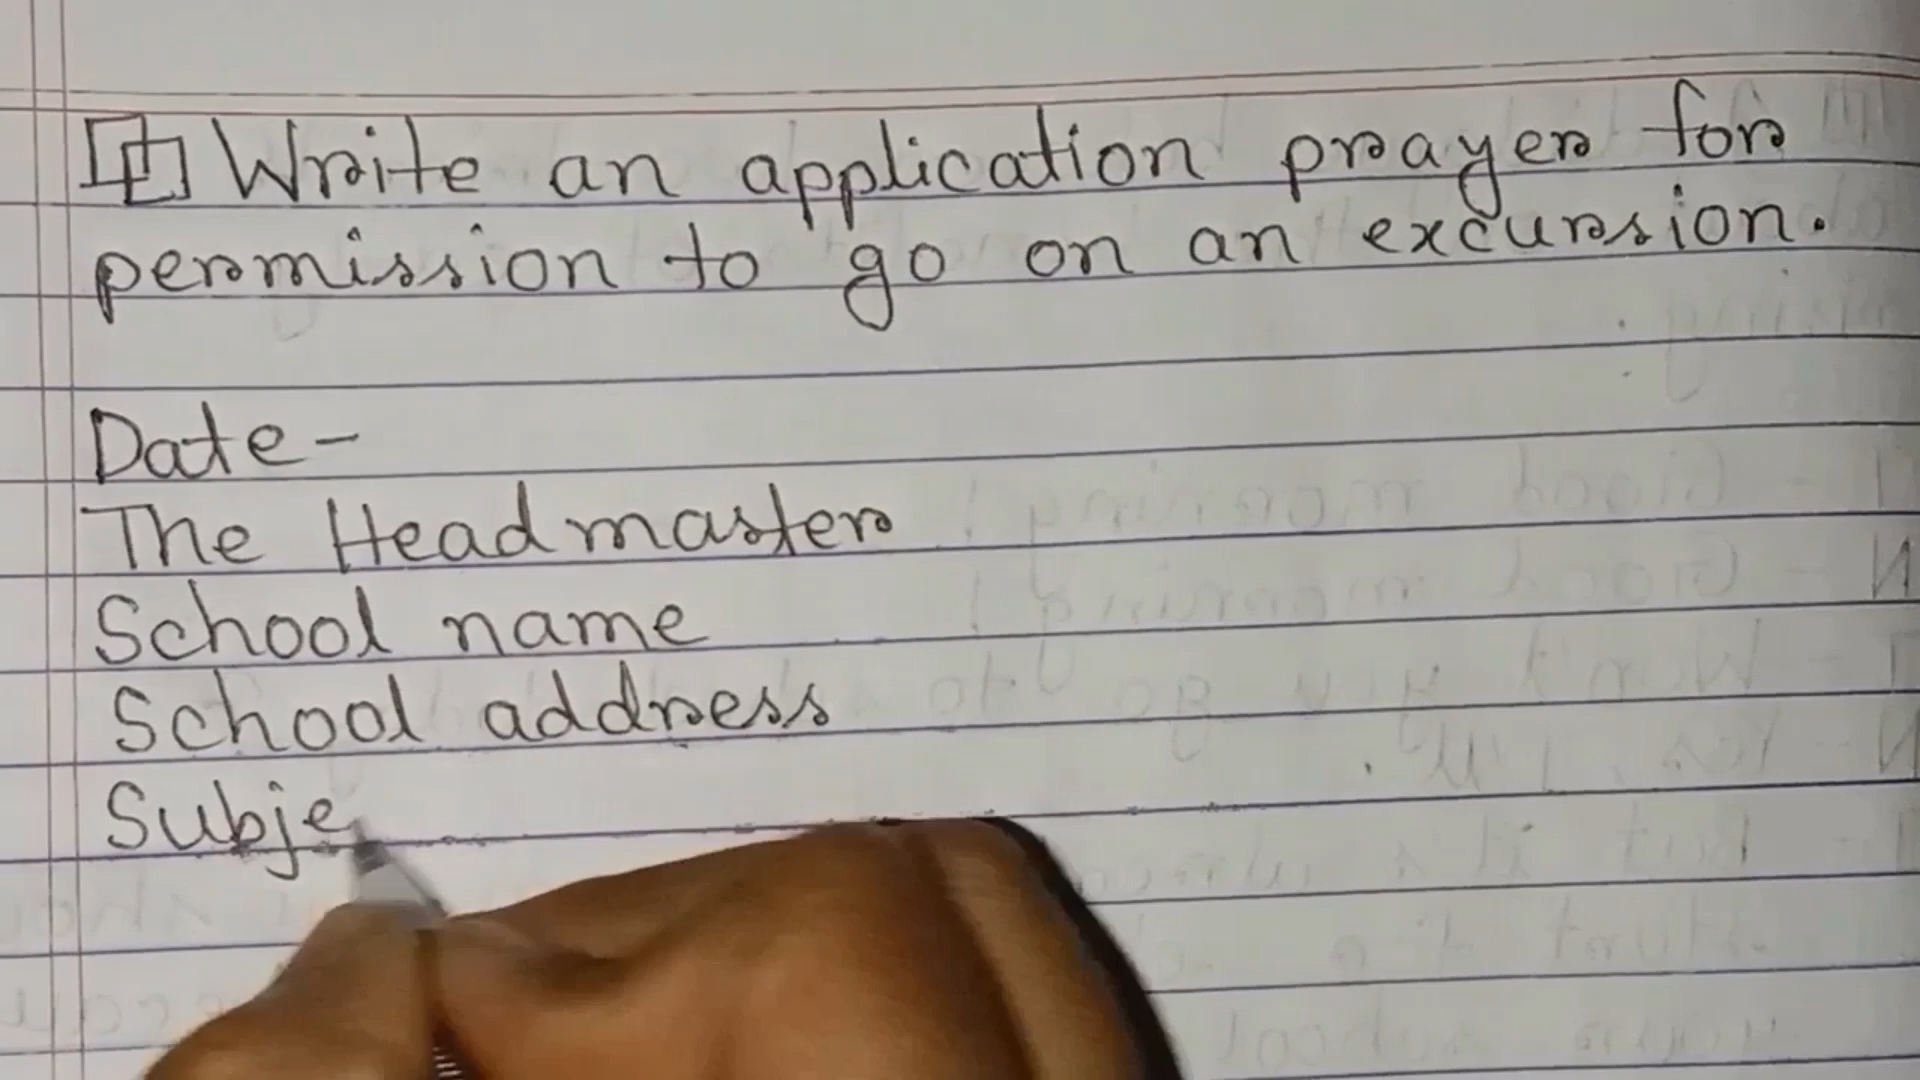 Write an application prayer for
permission to go on an excursion.
Date-
The Headmaster
School name
School address
Subje